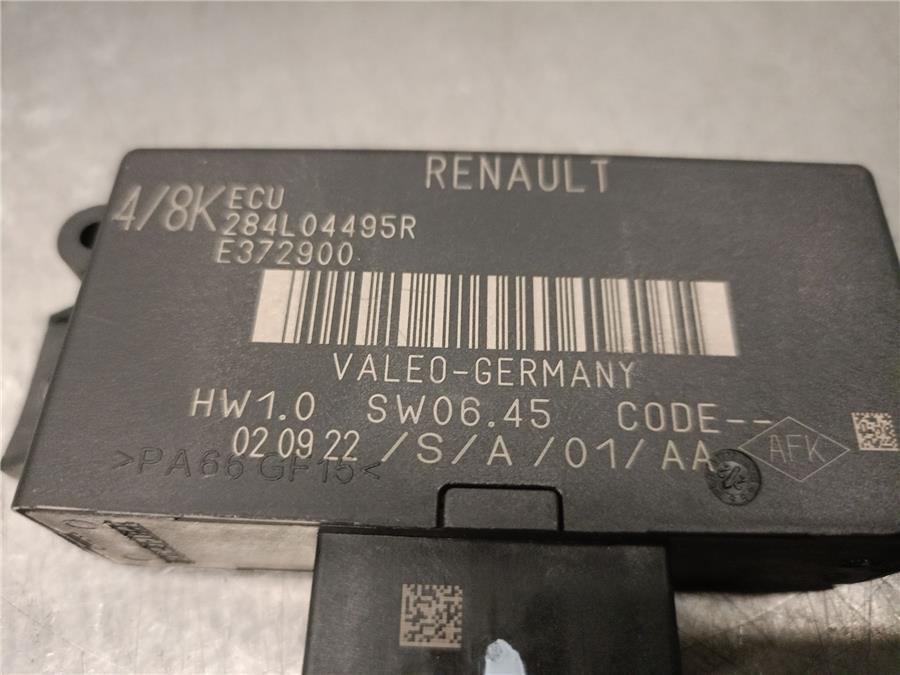 RENAULT
4/8K ECU
284L04495R
E372900
VALEO-GERMANY
HW1.0 SW06.45 CODE--
02 09 22 /S/A/01/AA AFK
>PA66 GF15<